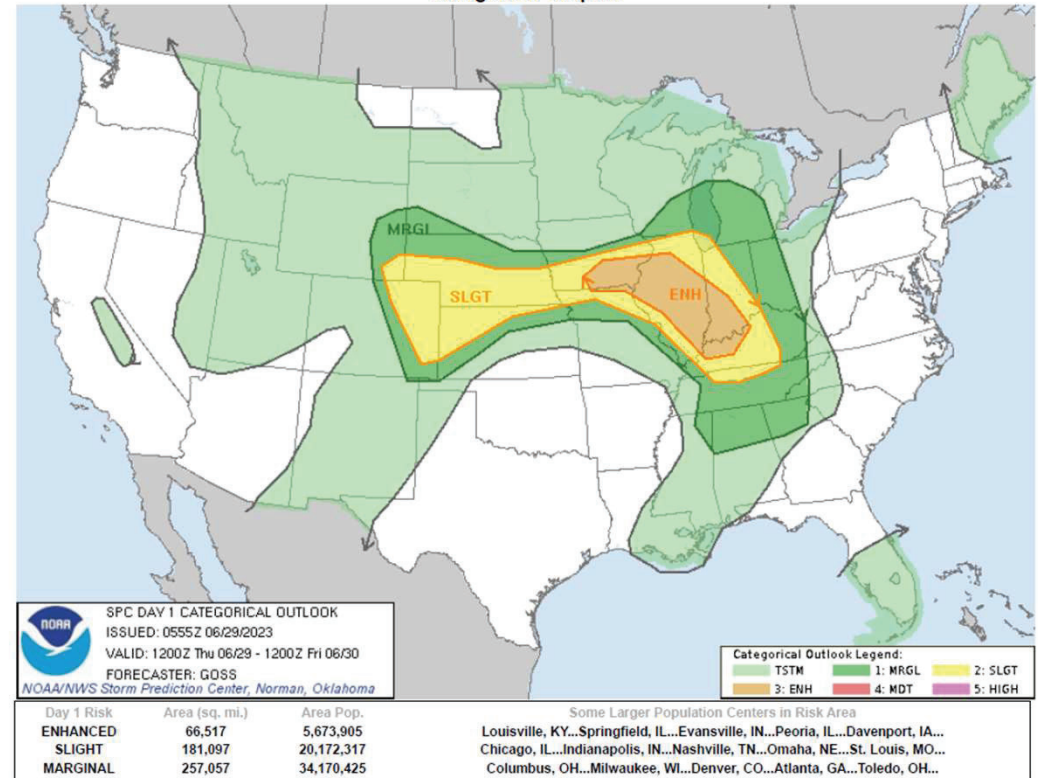 MRGL
SLGT
ENH
NOAA
SPC DAY 1 CATEGORICAL OUTLOOK
ISSUED: 0555Z 06/29/2023
VALID: 1200Z Thu 06/29 - 1200Z Fri 06/30
FORECASTER: GOSS
NOAA/NWS Storm Prediction Center, Norman, Oklahoma
Categorical Outlook Legend:
TSTM 1: MRGL 2: SLGT
3: ENH 4: MDT 5: HIGH
Day 1 Risk Area (sq. mi.) Area Pop. Some Larger Population Centers in Risk Area
ENHANCED 66,517 5,673,905 Louisville, KY...Springfield, IL...Evansville, IN...Peoria, IL...Davenport, IA...
SLIGHT 181,097 20,172,317 Chicago, IL...Indianapolis, IN...Nashville, TN...Omaha, NE...St. Louis, MO...
MARGINAL 257,057 34,170,425 Columbus, OH...Milwaukee, WI...Denver, CO...Atlanta, GA...Toledo, OH...